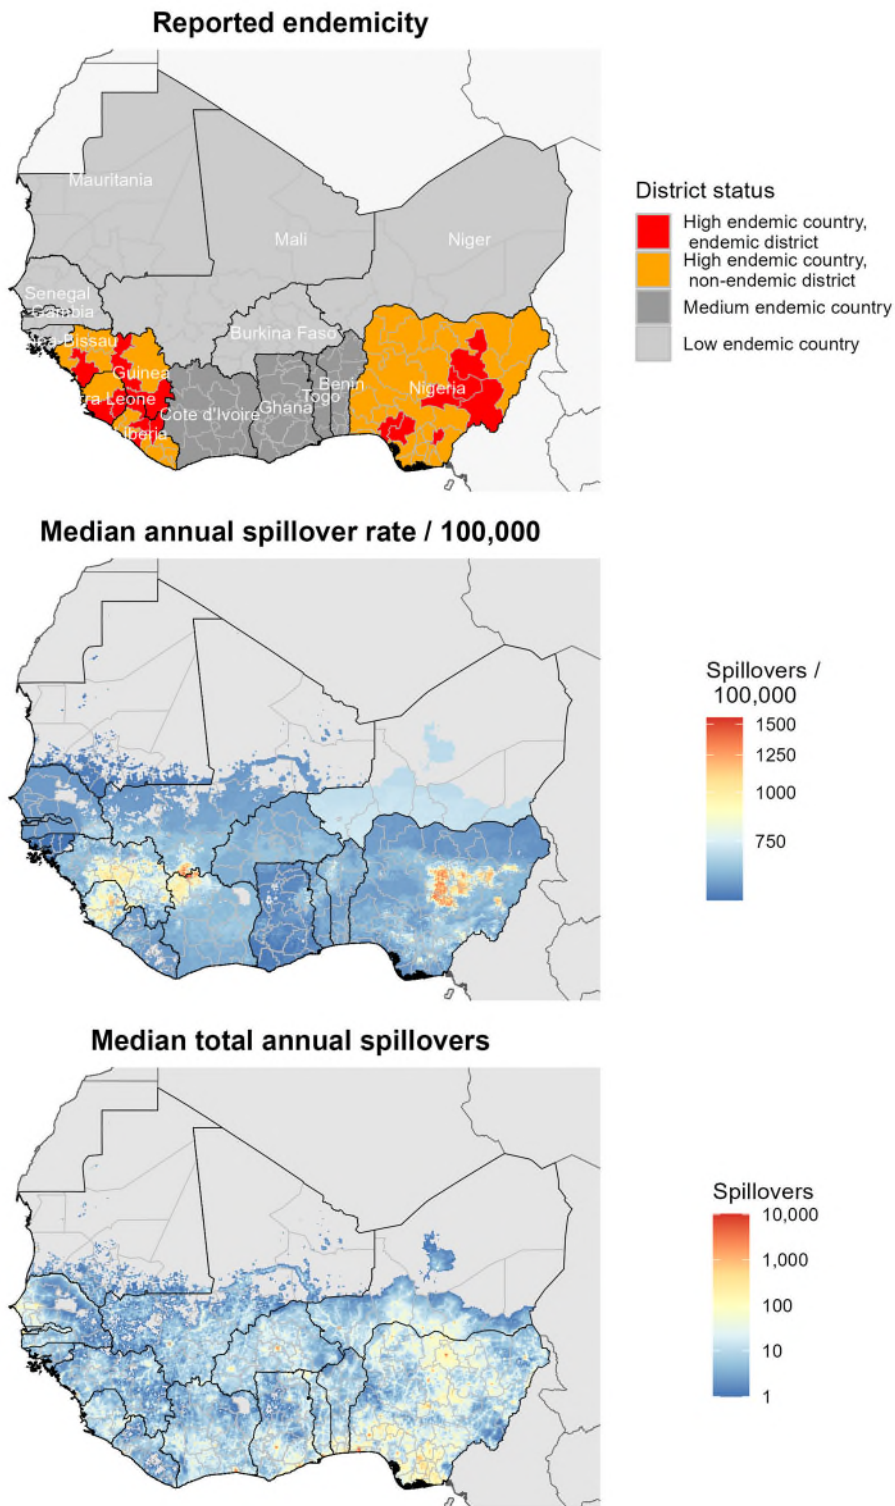 Reported endemicity
Mauritania
Mali
Niger
Senegal
Gambia
Burkina Faso
Guinea
Benin
Togo
Ghana
Cote d'Ivoire
Nigeria
District status
High endemic country,
endemic district
High endemic country,
non-endemic district
Medium endemic country
Low endemic country
Median annual spillover rate / 100,000
Spillovers /
100,000
1500
1250
1000
750
Median total annual spillovers
Spillovers
10,000
1,000
100
10
1